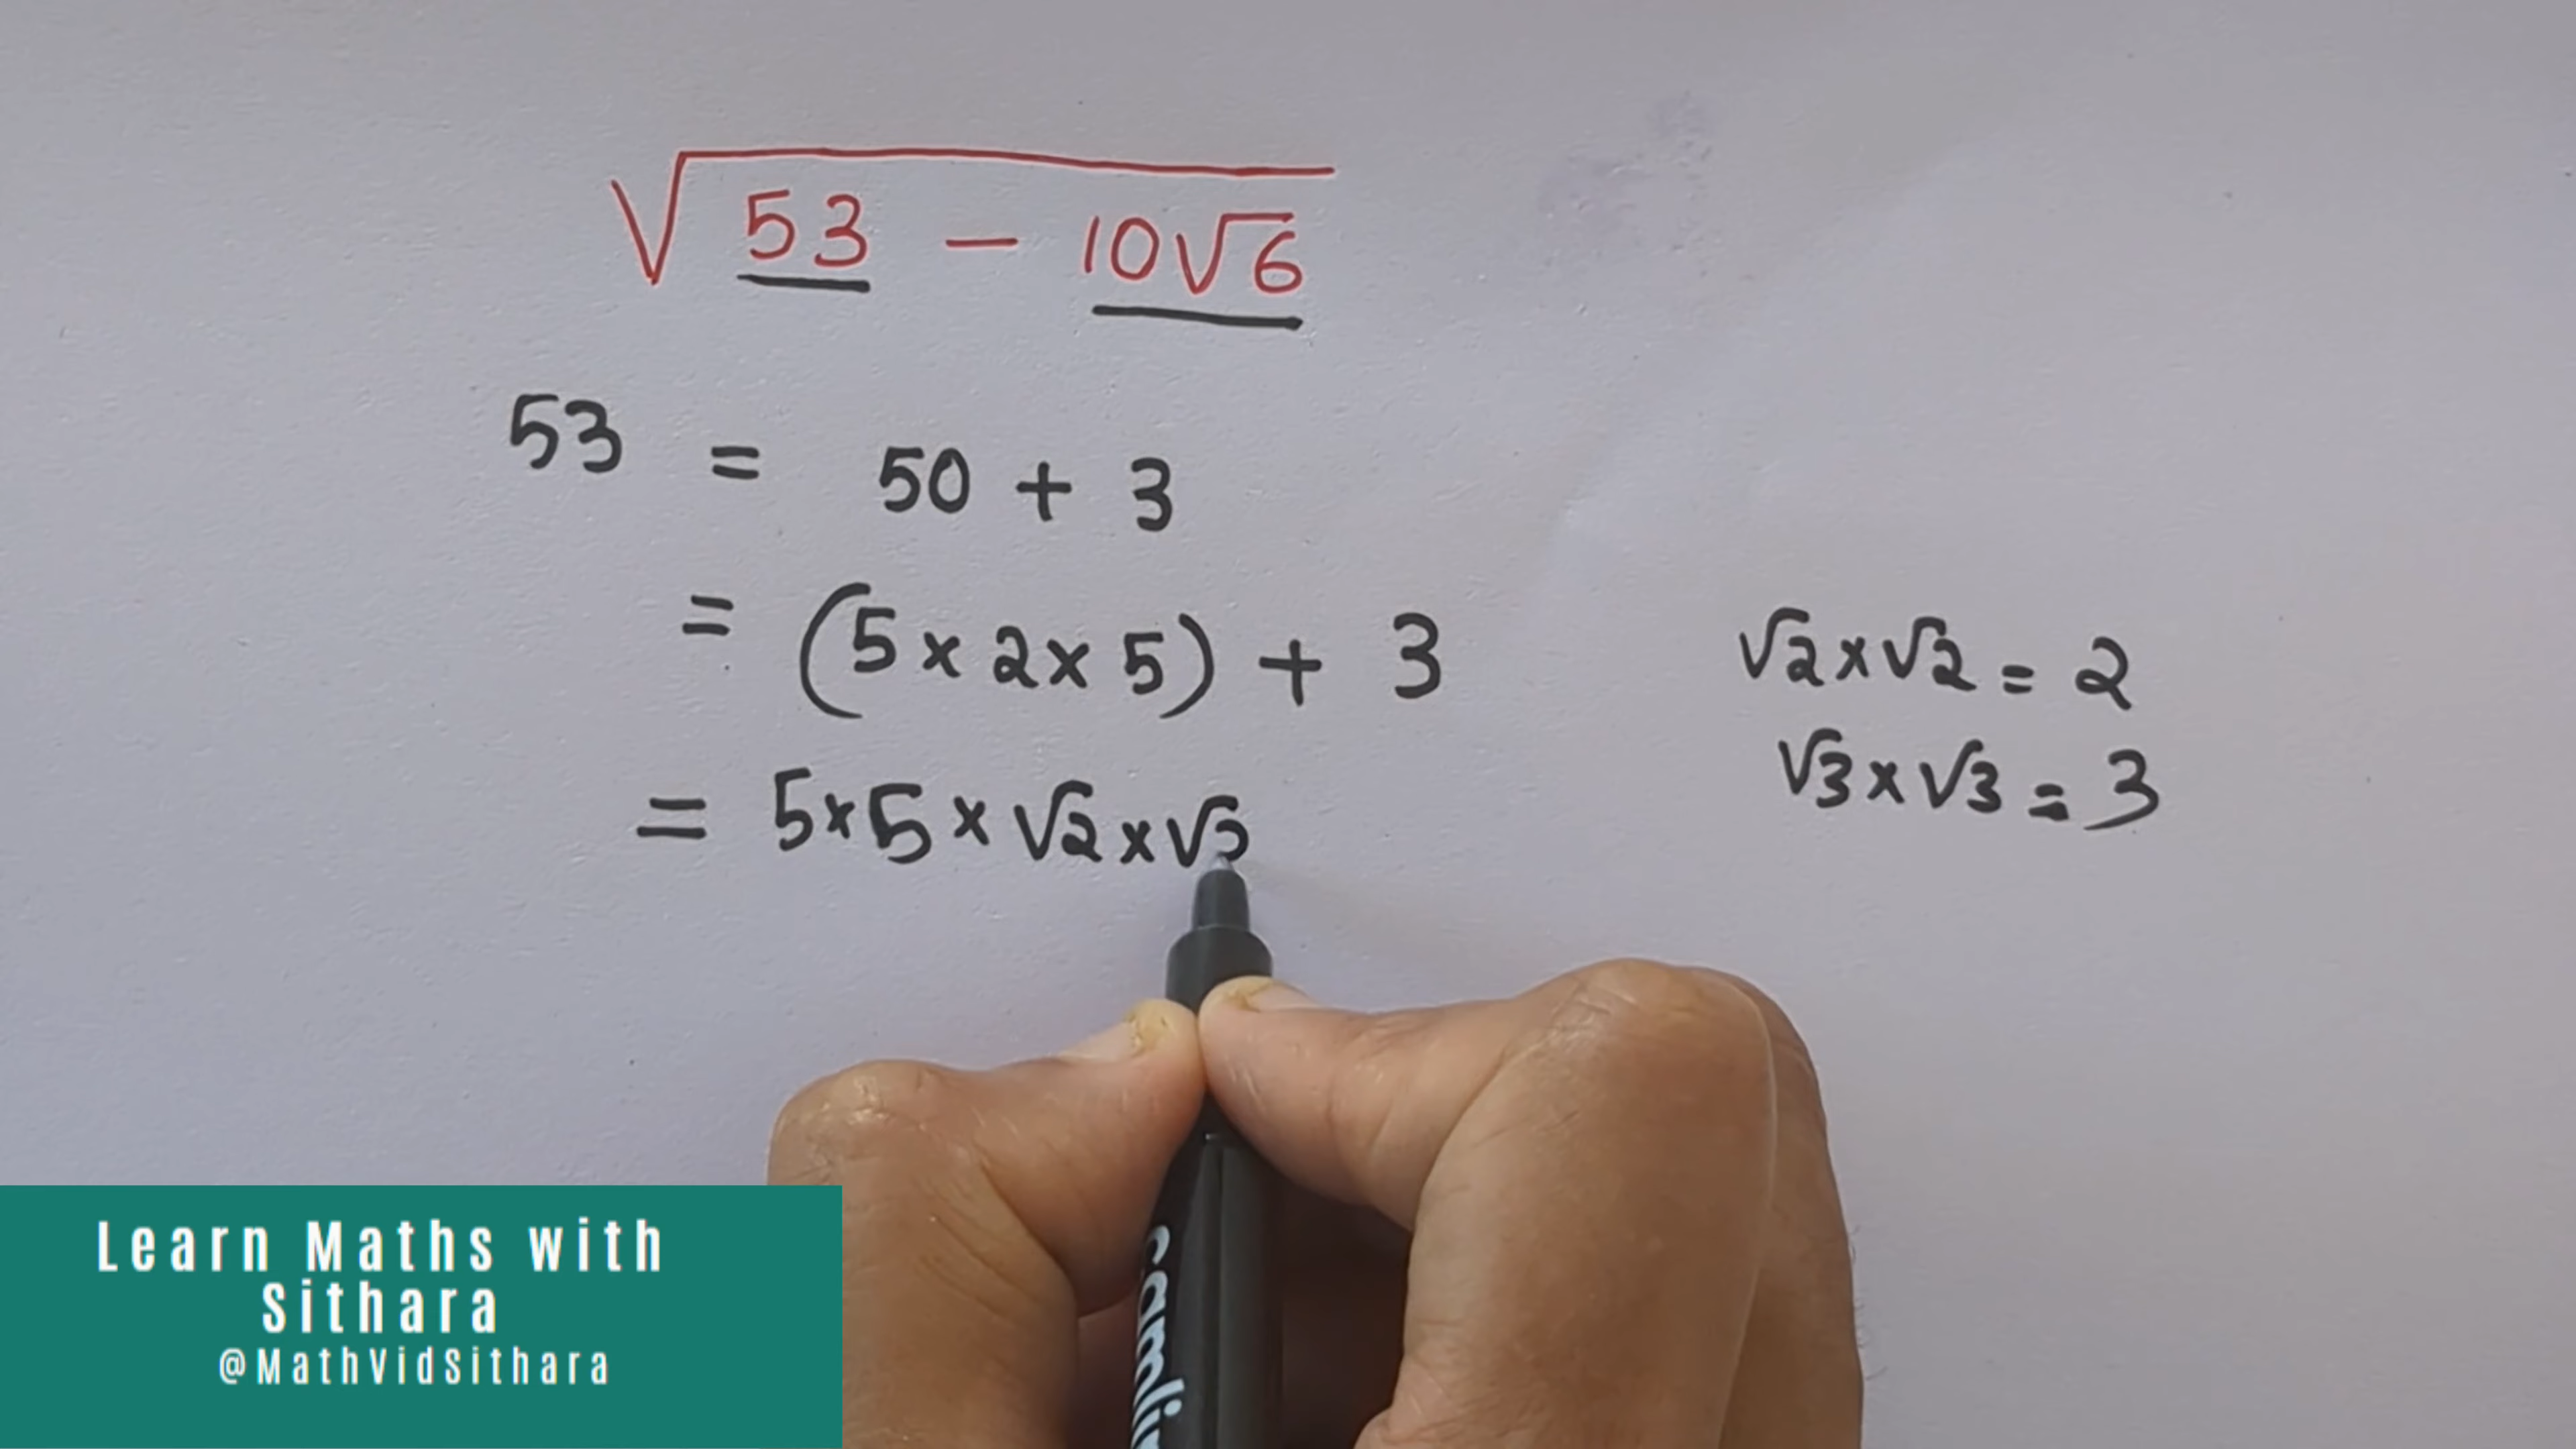 √53 - 10√6
53 = 50 + 3
= (5 × 2 × 5) + 3
√2 × √2 = 2
√3 × √3 = 3
= 5 × 5 × √2 × √
camlin
Learn Maths with
Sithara
@MathVidSithara